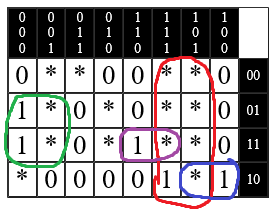 0 0 0 0 1 1 1 1
0 0 1 1 1 1 0 0
0 1 1 0 0 1 1 0
0 * * 0 0 * * 0 00
1 * 0 * 0 * * 0 01
1 * 0 * 1 * * 0 11
* 0 0 0 0 1 * 1 10